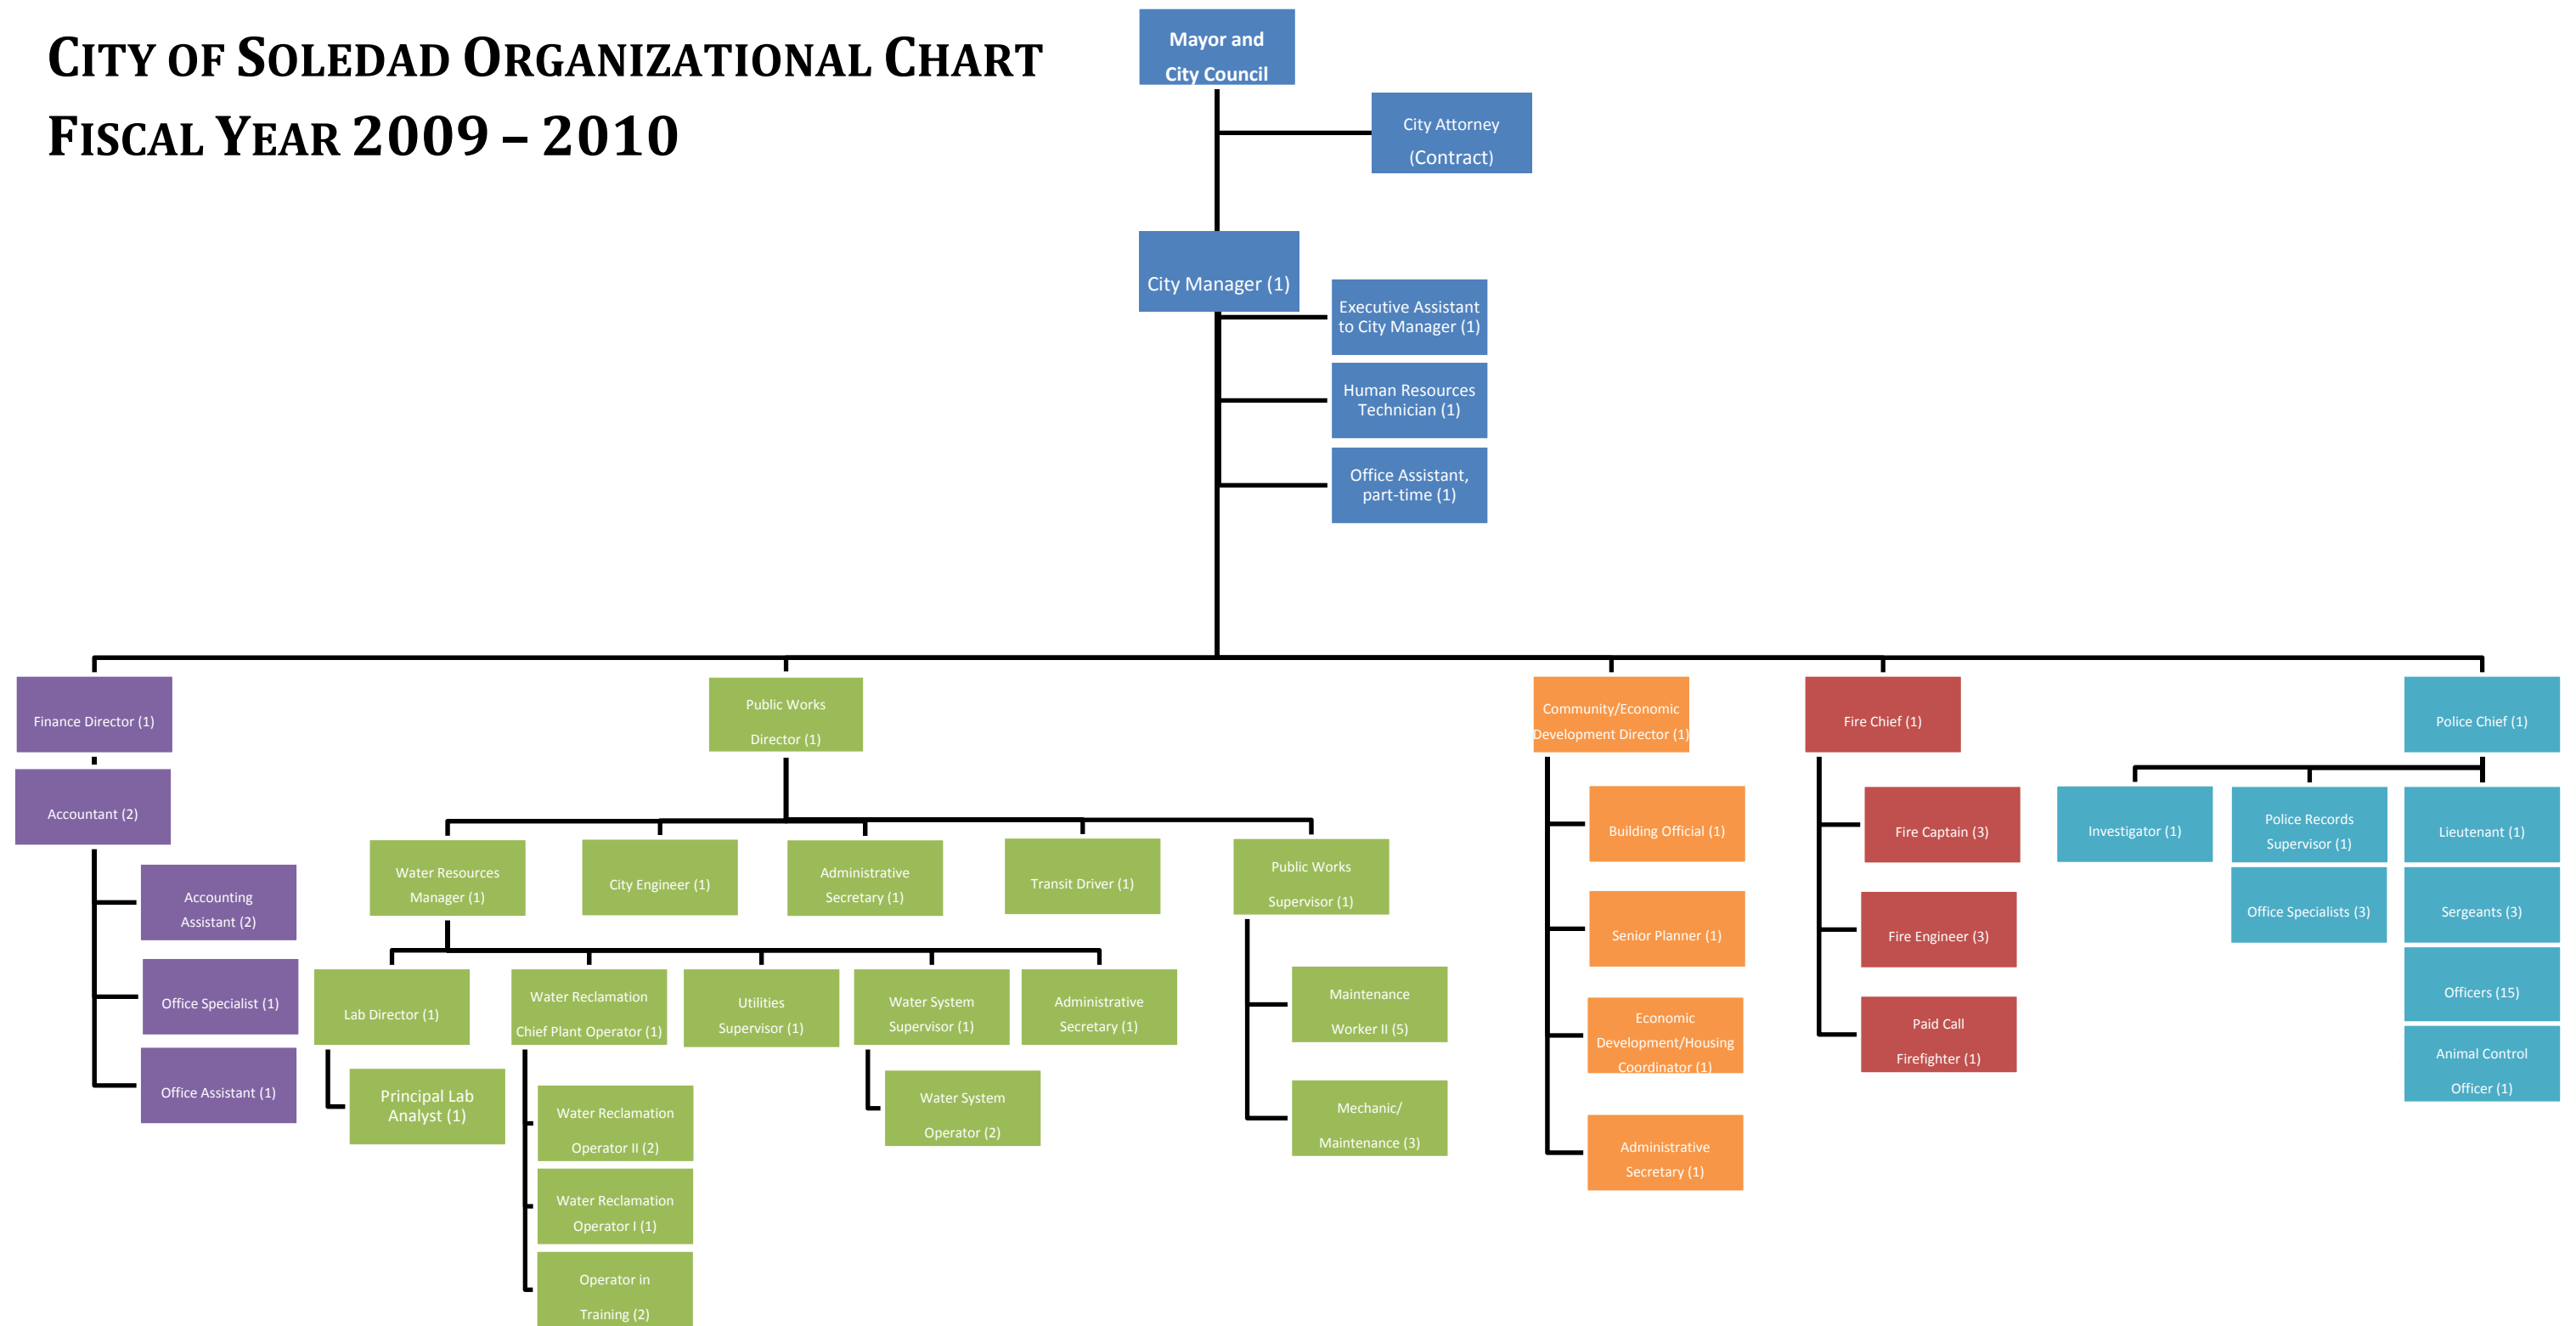 CITY OF SOLEDAD ORGANIZATIONAL CHART
FISCAL YEAR 2009 – 2010
Mayor and
City Council
City Attorney
(Contract)
City Manager (1)
Executive Assistant
to City Manager (1)
Human Resources
Technician (1)
Office Assistant,
part-time (1)
Finance Director (1)
Accountant (2)
Accounting
Assistant (2)
Office Specialist (1)
Office Assistant (1)
Public Works
Director (1)
Water Resources
Manager (1)
City Engineer (1)
Administrative
Secretary (1)
Transit Driver (1)
Public Works
Supervisor (1)
Lab Director (1)
Principal Lab
Analyst (1)
Water Reclamation
Chief Plant Operator (1)
Water Reclamation
Operator II (2)
Water Reclamation
Operator I (1)
Operator in
Training (2)
Utilities
Supervisor (1)
Water System
Supervisor (1)
Water System
Operator (2)
Administrative
Secretary (1)
Maintenance
Worker II (5)
Mechanic/
Maintenance (3)
Community/Economic
Development Director (1)
Building Official (1)
Senior Planner (1)
Economic
Development/Housing
Coordinator (1)
Administrative
Secretary (1)
Fire Chief (1)
Fire Captain (3)
Fire Engineer (3)
Paid Call
Firefighter (1)
Police Chief (1)
Investigator (1)
Police Records
Supervisor (1)
Office Specialists (3)
Lieutenant (1)
Sergeants (3)
Officers (15)
Animal Control
Officer (1)